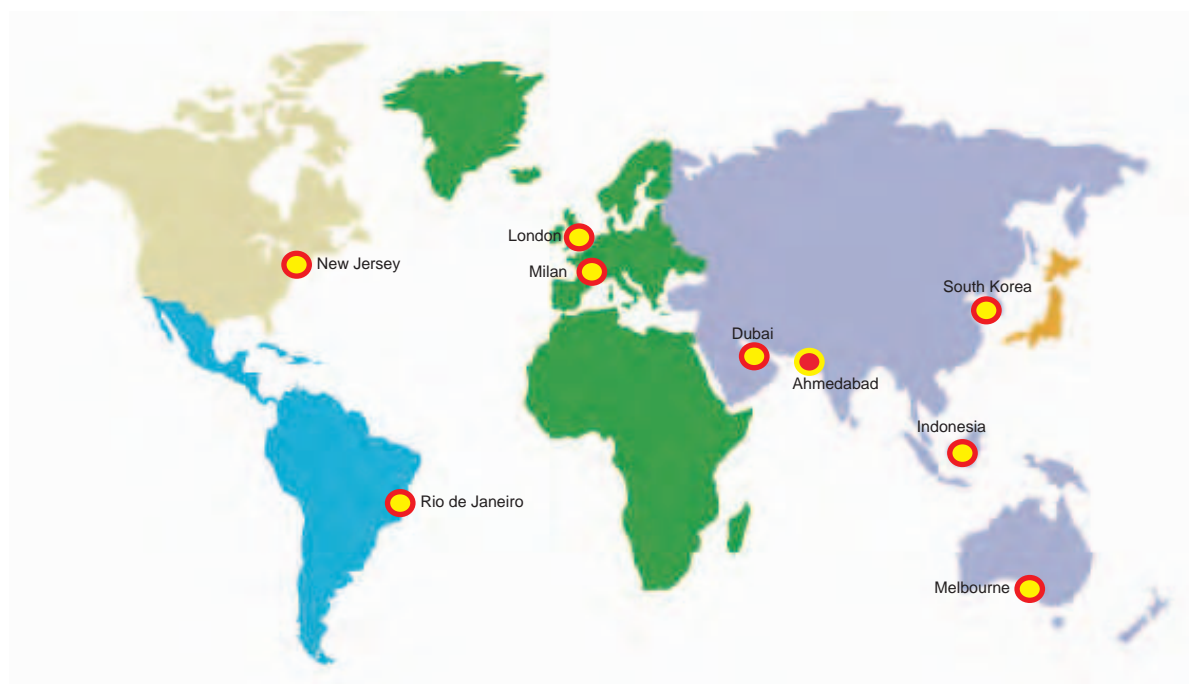 London
New Jersey
Milan
South Korea
Dubai
Ahmedabad
Indonesia
Rio de Janeiro
Melbourne